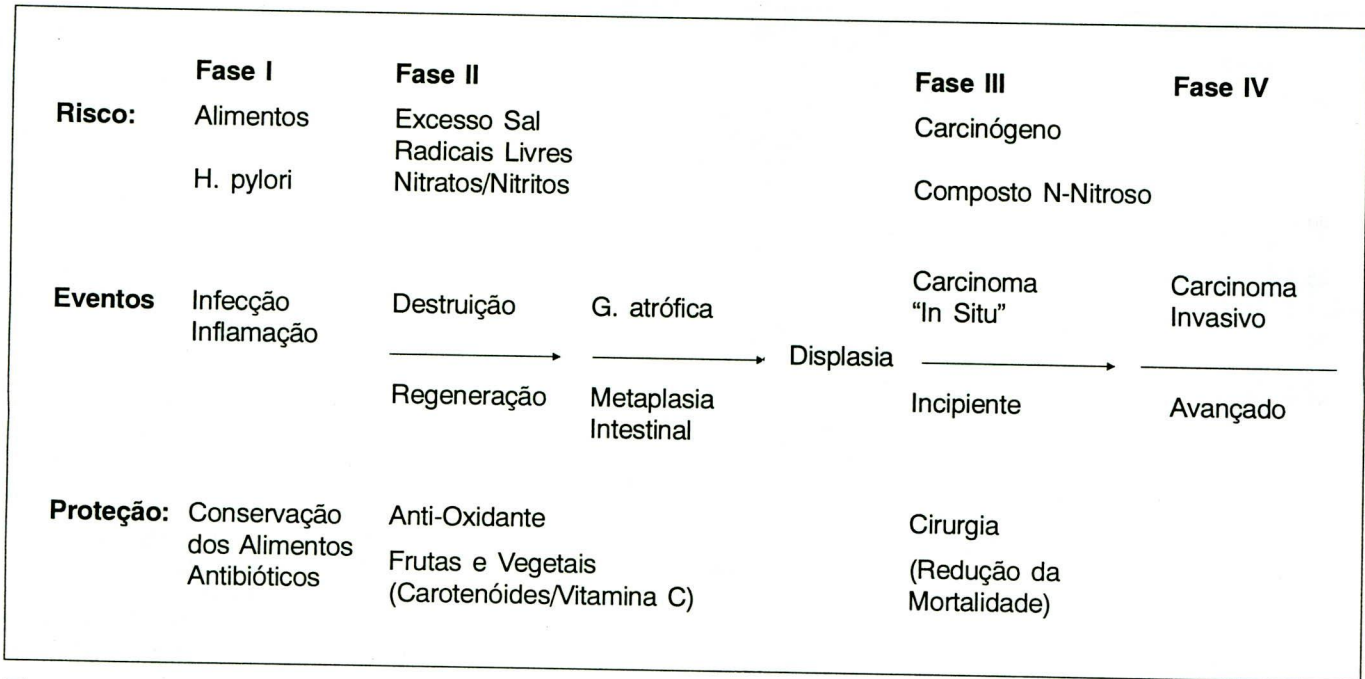 Fase I Fase II Fase III Fase IV
Risco: Alimentos Excesso Sal Carcinógeno
Radicais Livres
H. pylori Nitratos/Nitritos Composto N-Nitroso
Eventos Infecção Destruição G. atrófica Carcinoma Carcinoma
Inflamação "In Situ" Invasivo
Displasia
Regeneração Metaplasia Incipiente Avançado
Intestinal
Proteção: Conservação Anti-Oxidante Cirurgia
dos Alimentos Frutas e Vegetais (Redução da
Antibióticos (Carotenóides/Vitamina C) Mortalidade)